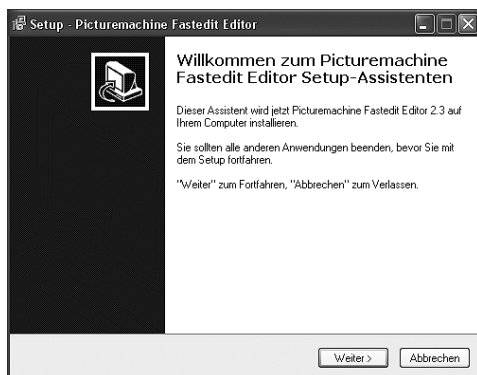 Setup - Picturemachine Fastedit Editor
Willkommen zum Picturemachine
Fastedit Editor Setup-Assistenten
Dieser Assistent wird jetzt Picturemachine Fastedit Editor 2.3 auf
Ihrem Computer installieren.
Sie sollten alle anderen Anwendungen beenden, bevor Sie mit
dem Setup fortfahren.
"Weiter" zum Fortfahren, "Abbrechen" zum Verlassen.
Weiter >
Abbrechen